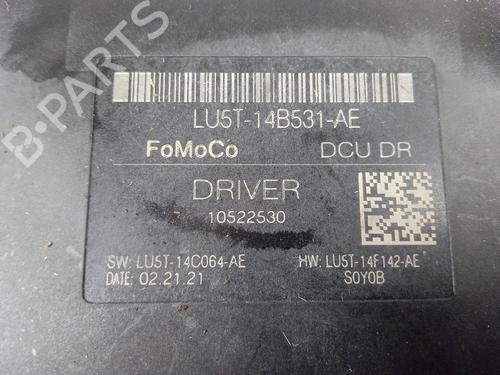 B-PARTS
LU5T-14B531-AE
FoMoCo DCU DR
DRIVER
10522530
SW: LU5T-14C064-AE HW: LU5T-14F142-AE
DATE: 02.21.21 S0Y0B